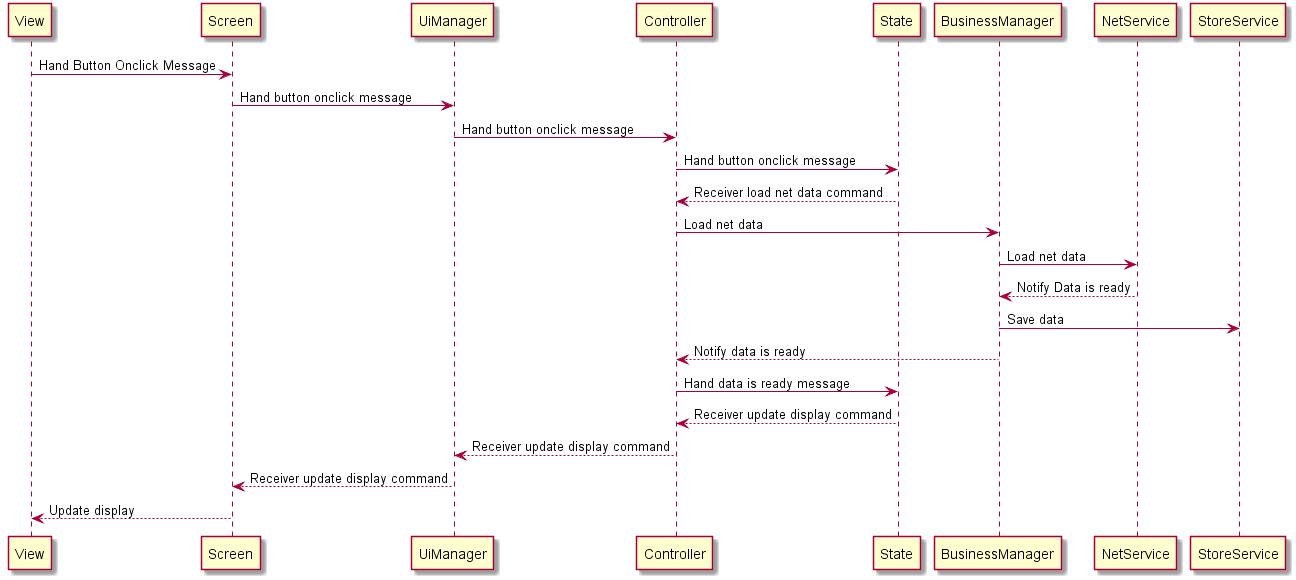 View Screen UiManager Controller State BusinessManager NetService StoreService
Hand Button Onclick Message
Hand button onclick message
Hand button onclick message
Hand button onclick message
Receiver load net data command
Load net data
Load net data
Notify Data is ready
Save data
Notify data is ready
Hand data is ready message
Receiver update display command
Receiver update display command
Receiver update display command
Update display
View Screen UiManager Controller State BusinessManager NetService StoreService